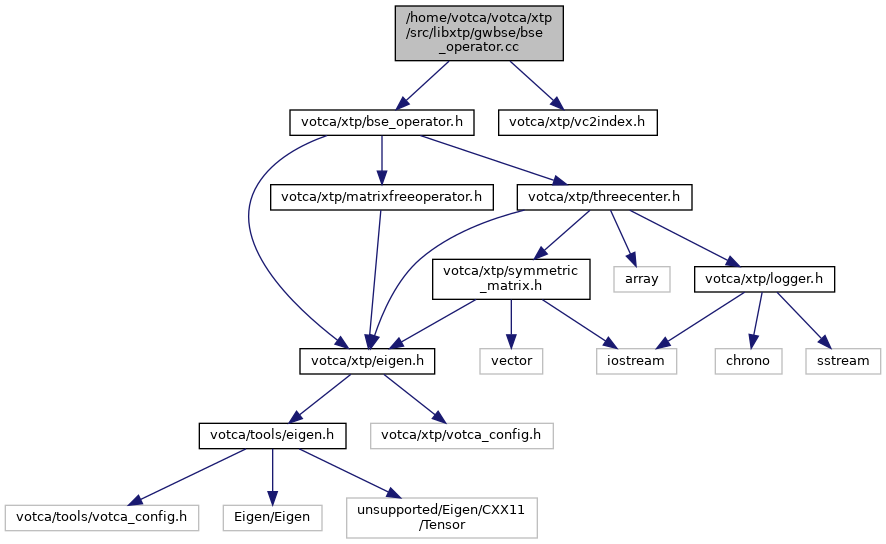 /home/votca/votca/xtp
/src/libxtp/gwbse/bse
_operator.cc
votca/xtp/bse_operator.h
votca/xtp/vc2index.h
votca/xtp/matrixfreeoperator.h
votca/xtp/threecenter.h
votca/xtp/symmetric
_matrix.h
array
votca/xtp/logger.h
votca/xtp/eigen.h
vector
iostream
chrono
sstream
votca/tools/eigen.h
votca/xtp/votca_config.h
votca/tools/votca_config.h
Eigen/Eigen
unsupported/Eigen/CXX11
/Tensor